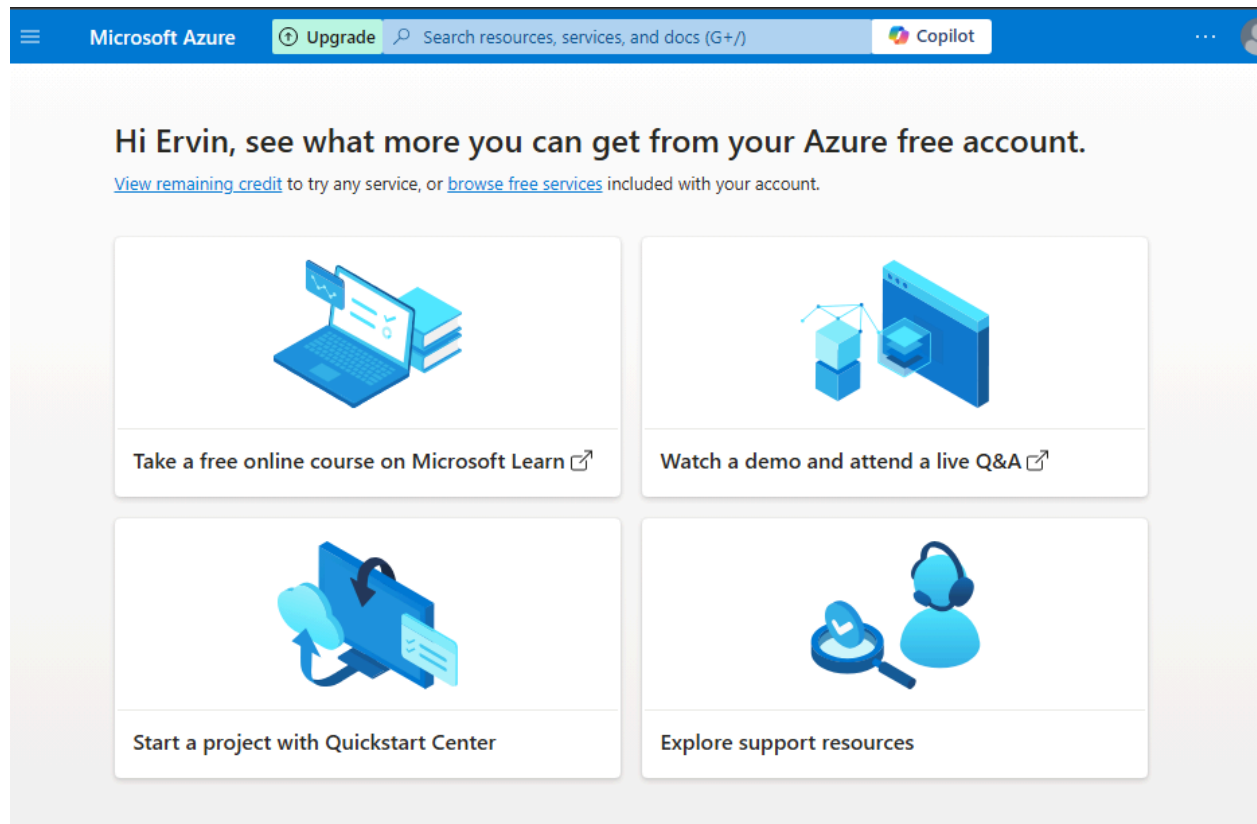 Microsoft Azure Upgrade Search resources, services, and docs (G+/) Copilot ...
Hi Ervin, see what more you can get from your Azure free account.
View remaining credit to try any service, or browse free services included with your account.
Take a free online course on Microsoft Learn
Watch a demo and attend a live Q&A
Start a project with Quickstart Center
Explore support resources